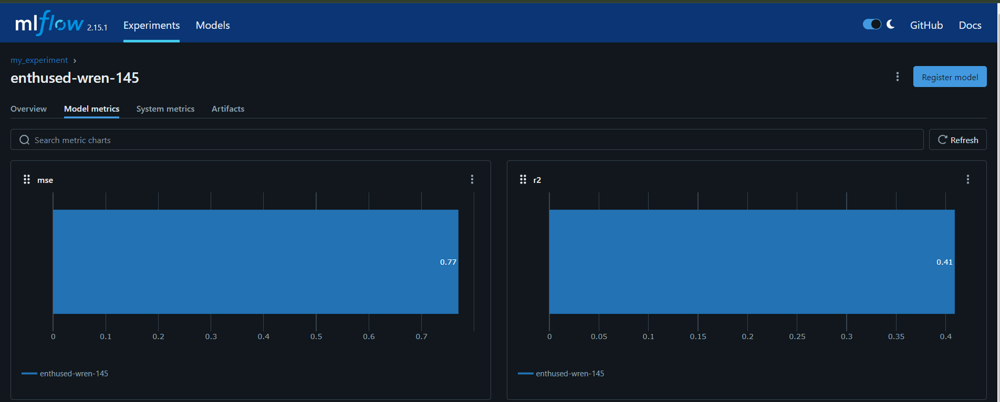 mlflow 2.15.1 Experiments Models GitHub Docs
my_experiment ›
enthused-wren-145
Register model
Overview Model metrics System metrics Artifacts
Search metric charts
Refresh
mse
0.77
0 0.1 0.2 0.3 0.4 0.5 0.6 0.7
enthused-wren-145
r2
0.41
0 0.05 0.1 0.15 0.2 0.25 0.3 0.35 0.4
enthused-wren-145